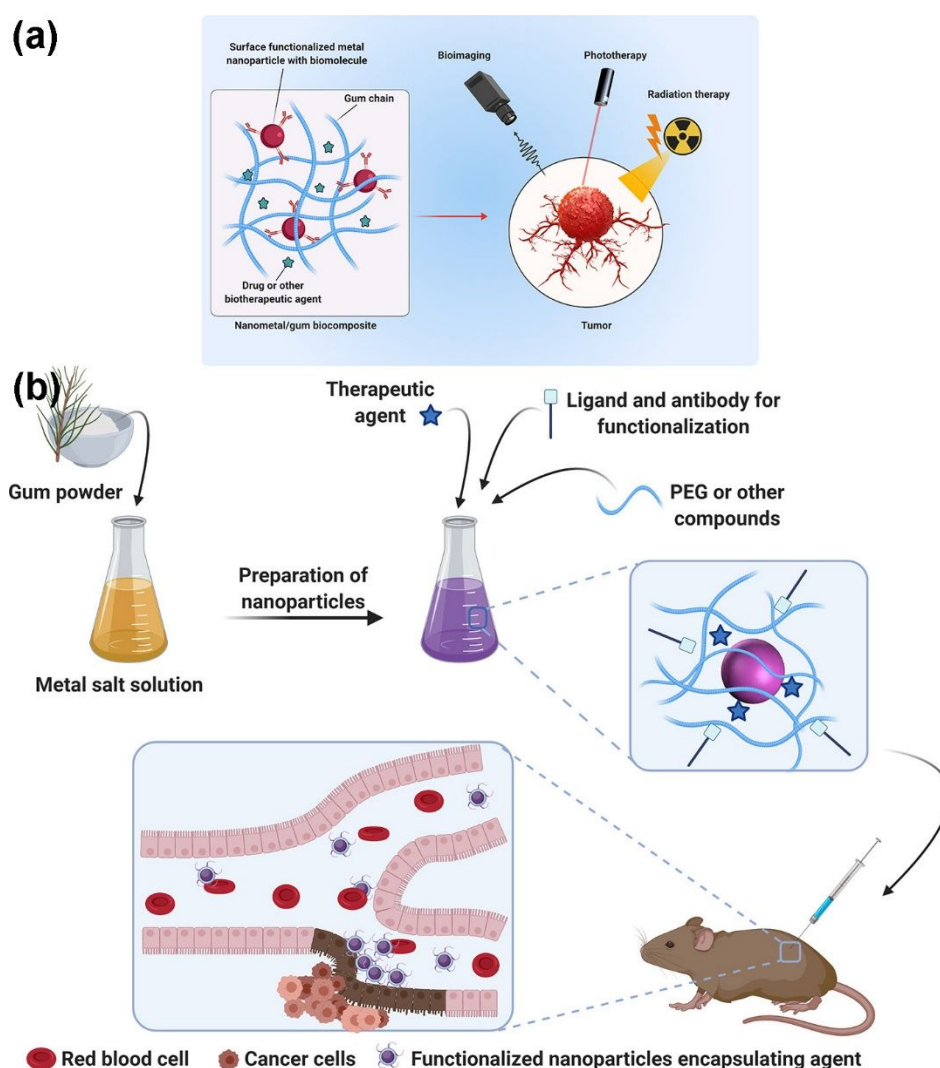 (a)
Surface functionalized metal
nanoparticle with biomolecule
Gum chain
Drug or other
biotherapeutic agent
Nanometal/gum biocomposite
Bioimaging
Phototherapy
Radiation therapy
Tumor
(b)
Gum powder
Metal salt solution
Preparation of
nanoparticles
Therapeutic
agent
Ligand and antibody for
functionalization
PEG or other
compounds
Red blood cell
Cancer cells
Functionalized nanoparticles encapsulating agent